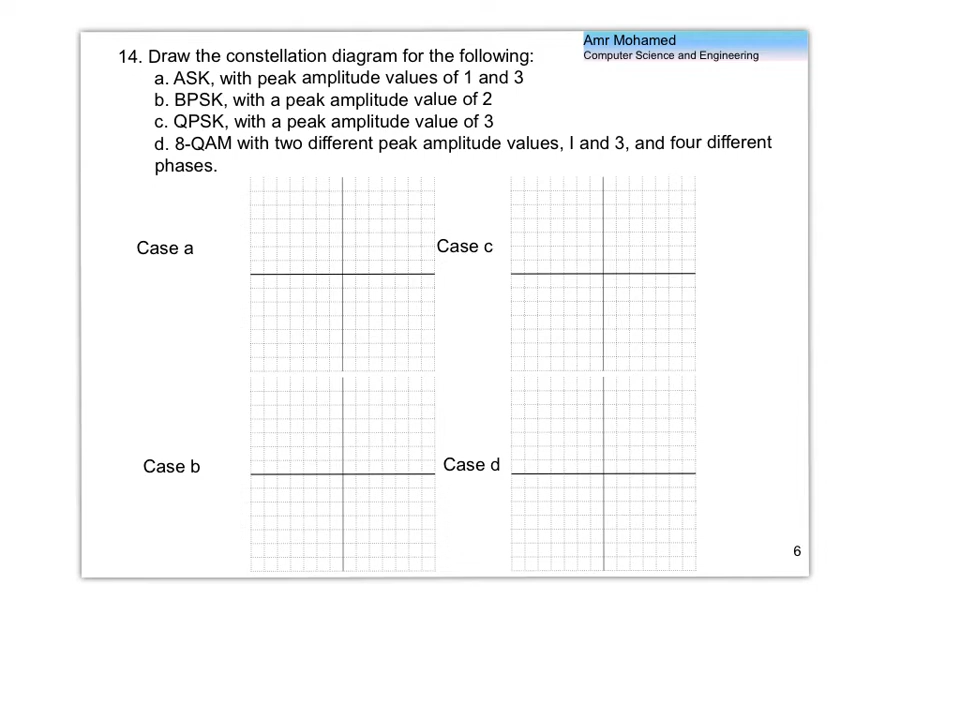 Amr Mohamed
Computer Science and Engineering
14. Draw the constellation diagram for the following:
a. ASK, with peak amplitude values of 1 and 3
b. BPSK, with a peak amplitude value of 2
c. QPSK, with a peak amplitude value of 3
d. 8-QAM with two different peak amplitude values, I and 3, and four different
phases.
Case a
Case c
Case b
Case d
6